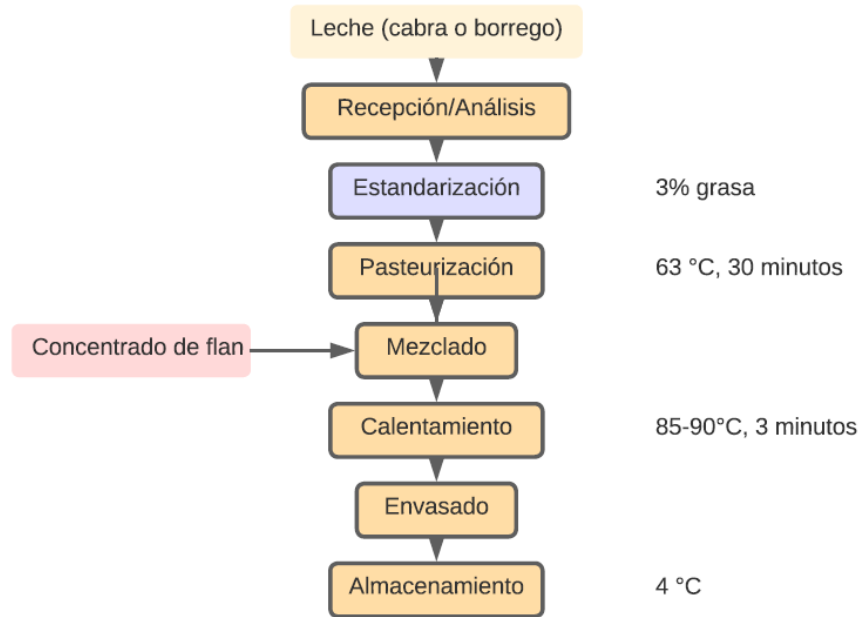 Leche (cabra o borrego)
Recepción/Análisis
Estandarización
3% grasa
Pasteurización
63 °C, 30 minutos
Concentrado de flan
Mezclado
Calentamiento
85-90°C, 3 minutos
Envasado
Almacenamiento
4 °C